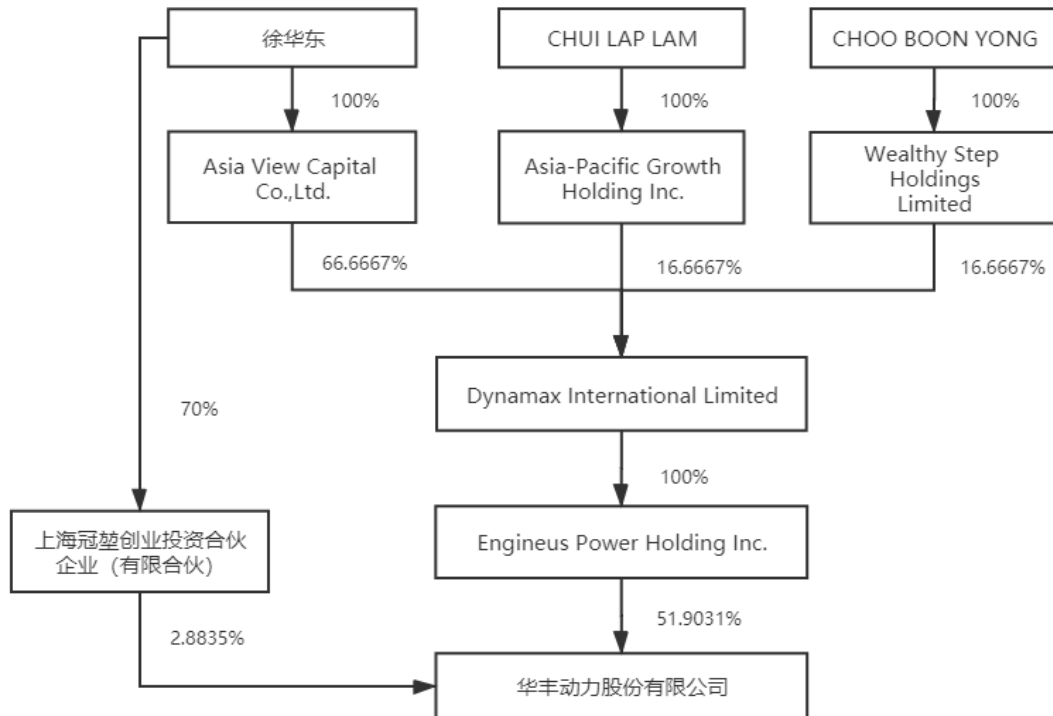 徐华东
CHUI LAP LAM
CHOO BOON YONG
100%
100%
100%
Asia View Capital
Co.,Ltd.
Asia-Pacific Growth
Holding Inc.
Wealthy Step
Holdings
Limited
66.6667%
16.6667%
16.6667%
Dynamax International Limited
70%
100%
上海冠堃创业投资合伙
企业（有限合伙）
Engineus Power Holding Inc.
51.9031%
2.8835%
华丰动力股份有限公司